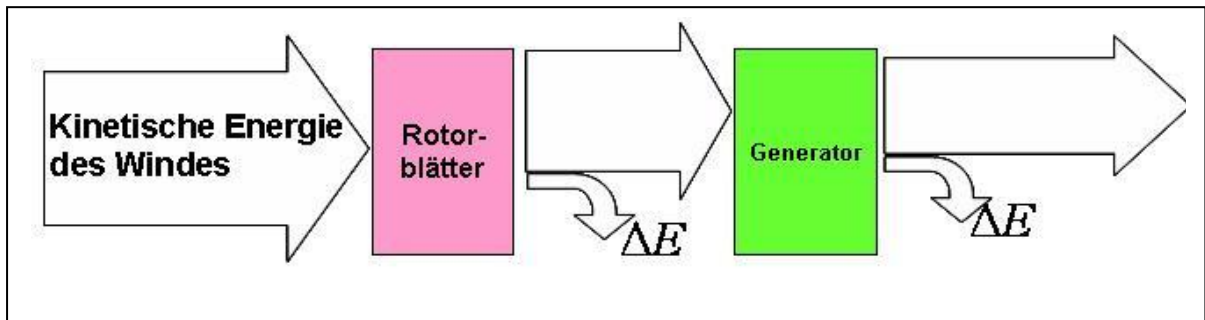 Kinetische Energie
des Windes
Rotor-
blätter
ΔE
Generator
ΔE